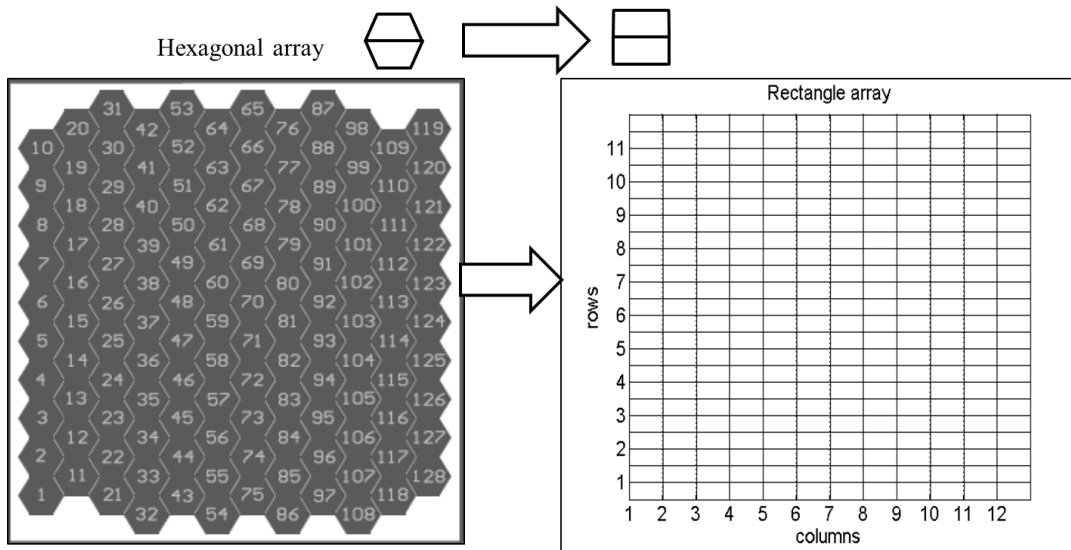 Hexagonal array
31 53 65 87
20 42 64 76 98 119
10 30 52 66 88 109
19 41 63 77 99 120
9 29 51 67 89 110
18 40 62 78 100 121
8 28 50 68 90 111
17 39 61 79 101 122
7 27 49 69 91 112
16 38 60 80 102 123
6 26 48 70 92 113
15 37 59 81 103 124
5 25 47 71 93 114
14 36 58 82 104 125
4 24 46 72 94 115
13 35 57 83 105 126
3 23 45 73 95 116
12 34 56 84 106 127
2 22 44 74 96 117
11 33 55 85 107 128
1 21 43 75 97 118
32 54 86 108
Rectangle array
rows
11
10
9
8
7
6
5
4
3
2
1
1 2 3 4 5 6 7 8 9 10 11 12
columns